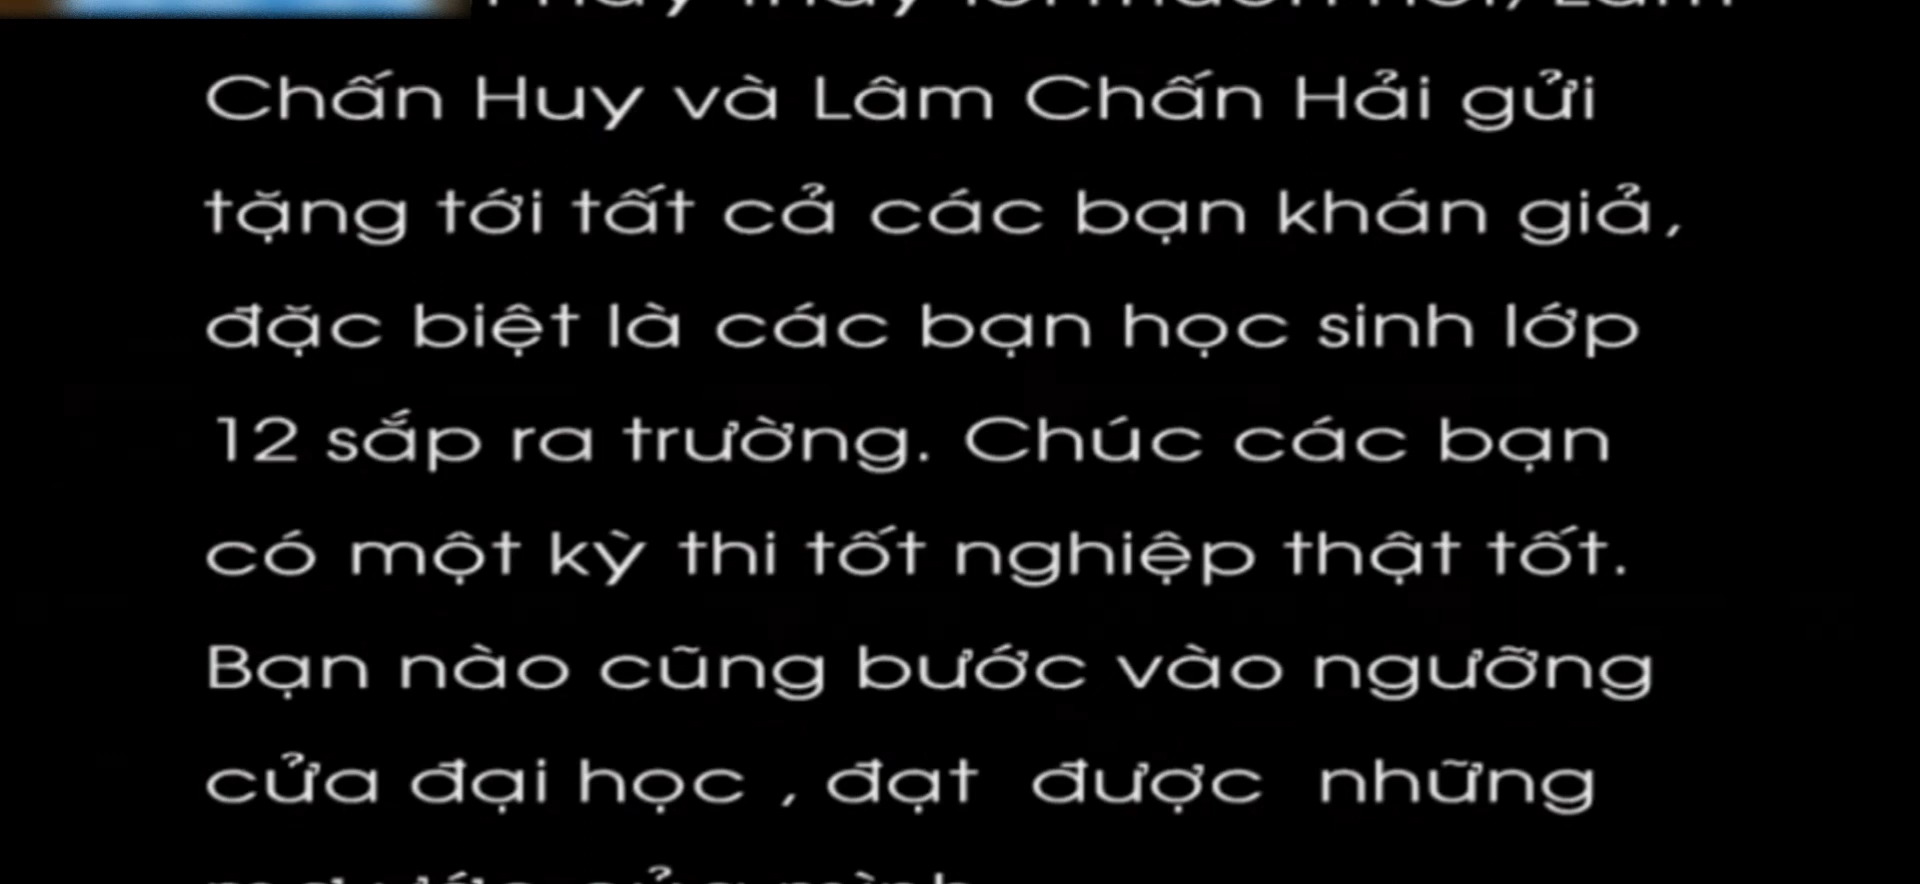 Chấn Huy và Lâm Chấn Hải gửi
tặng tới tất cả các bạn khán giả,
đặc biệt là các bạn học sinh lớp
12 sắp ra trường. Chúc các bạn
có một kỳ thi tốt nghiệp thật tốt.
Bạn nào cũng bước vào ngưỡng
cửa đại học , đạt được những